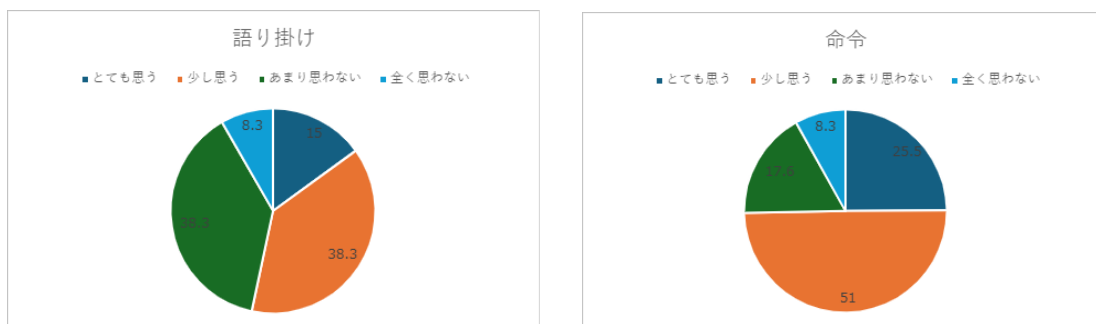 語り掛け
とても思う 少し思う あまり思わない 全く思わない
8.3
15
38.3
38.3
命令
とても思う 少し思う あまり思わない 全く思わない
8.3
25.5
17.6
51